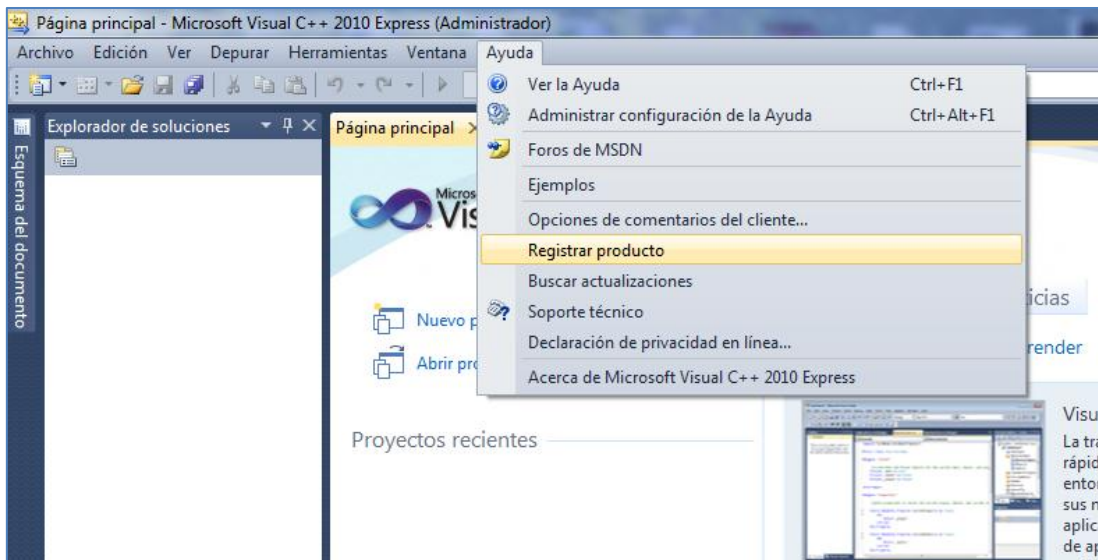 Página principal - Microsoft Visual C++ 2010 Express (Administrador)
Archivo Edición Ver Depurar Herramientas Ventana Ayuda
Ver la Ayuda Ctrl+F1
Administrar configuración de la Ayuda Ctrl+Alt+F1
Foros de MSDN
Ejemplos
Opciones de comentarios del cliente...
Registrar producto
Buscar actualizaciones
Soporte técnico
Declaración de privacidad en línea...
Acerca de Microsoft Visual C++ 2010 Express
Esquema del documento
Explorador de soluciones
Página principal
Micros
Vis
Nuevo p
Abrir pro
Proyectos recientes
icias
render
Visu
La tra
rápid
entor
sus n
aplic
de ap